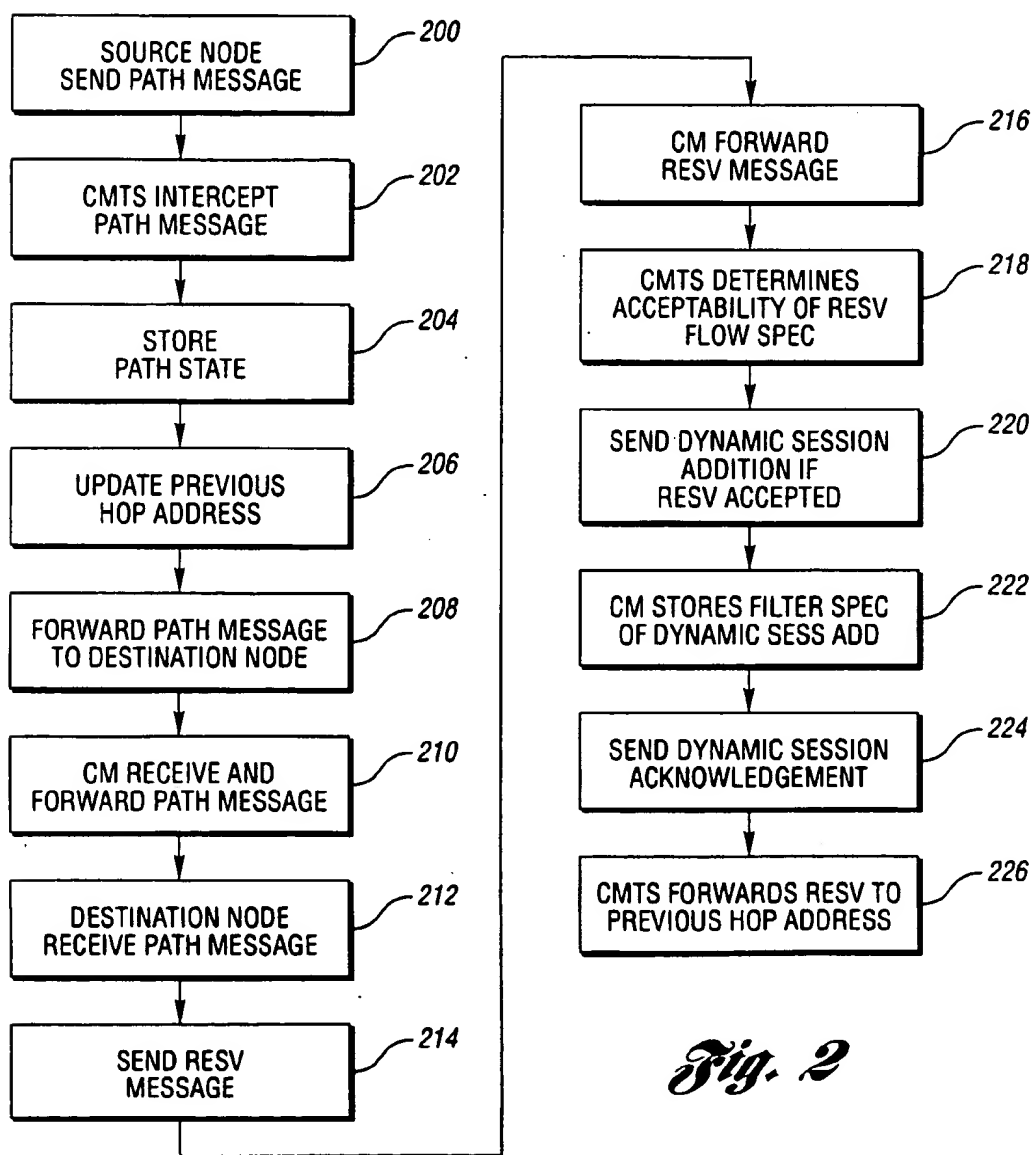 SOURCE NODE
SEND PATH MESSAGE
200
CMTS INTERCEPT
PATH MESSAGE
202
STORE
PATH STATE
204
UPDATE PREVIOUS
HOP ADDRESS
206
FORWARD PATH MESSAGE
TO DESTINATION NODE
208
CM RECEIVE AND
FORWARD PATH MESSAGE
210
DESTINATION NODE
RECEIVE PATH MESSAGE
212
SEND RESV
MESSAGE
214
CM FORWARD
RESV MESSAGE
216
CMTS DETERMINES
ACCEPTABILITY OF RESV
FLOW SPEC
218
SEND DYNAMIC SESSION
ADDITION IF
RESV ACCEPTED
220
CM STORES FILTER SPEC
OF DYNAMIC SESS ADD
222
SEND DYNAMIC SESSION
ACKNOWLEDGEMENT
224
CMTS FORWARDS RESV TO
PREVIOUS HOP ADDRESS
226
Fig. 2